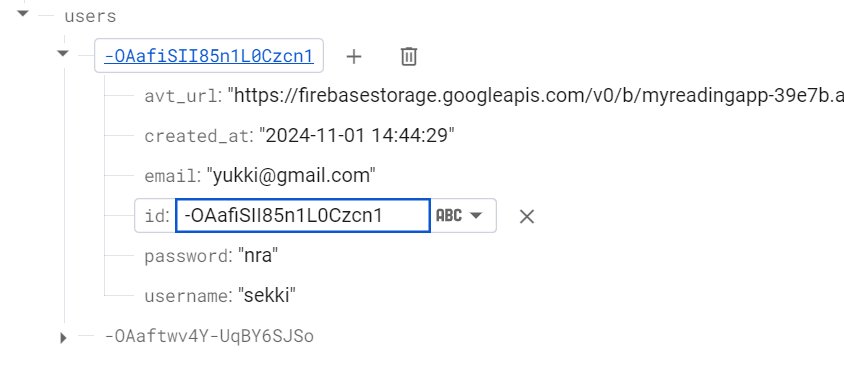 users
-OAafiSII85n1L0Czcn1
avt_url: "https://firebasestorage.googleapis.com/v0/b/myreadingapp-39e7b.a
created_at: "2024-11-01 14:44:29"
email: "yukki@gmail.com"
id: -OAafiSII85n1L0Czcn1 ABC
password: "nra"
username: "sekki"
-OAaftwv4Y-UqBY6SJSo